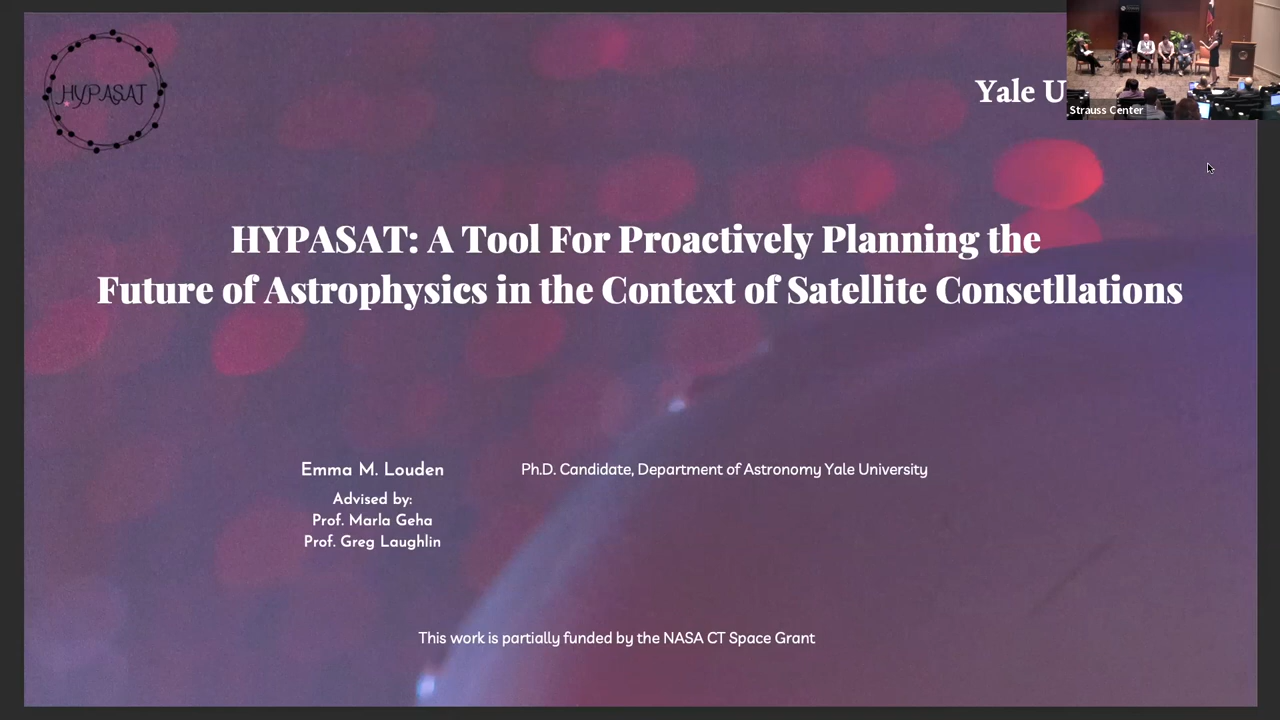 HYPASAT
Yale U
Strauss Center
HYPASAT: A Tool For Proactively Planning the
Future of Astrophysics in the Context of Satellite Consetllations
Emma M. Louden
Ph.D. Candidate, Department of Astronomy Yale University
Advised by:
Prof. Marla Geha
Prof. Greg Laughlin
This work is partially funded by the NASA CT Space Grant